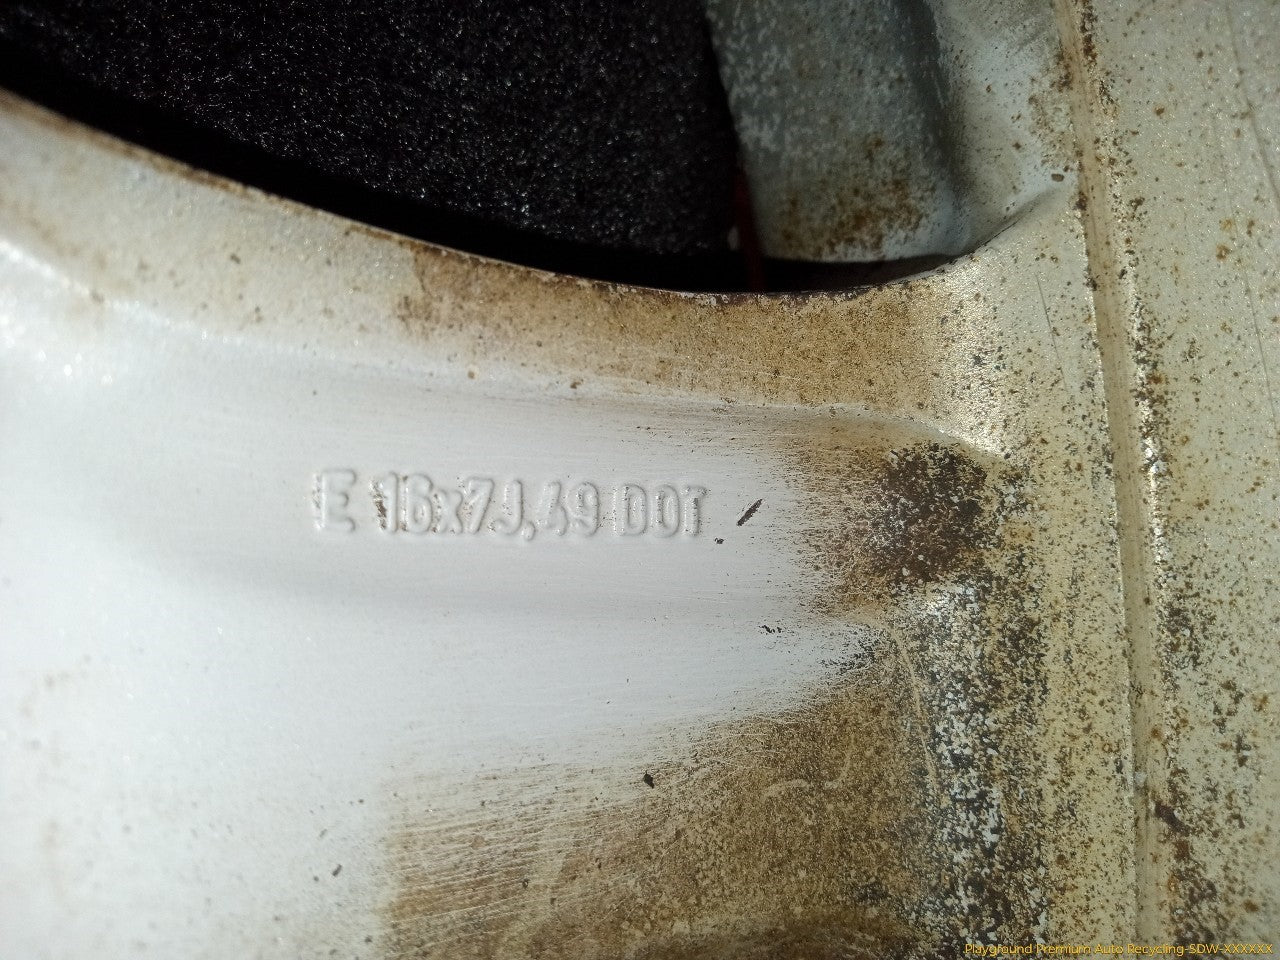 E 16x7J,49 DOT
Playground Premium Auto Recycling-SDW-XXXXXX